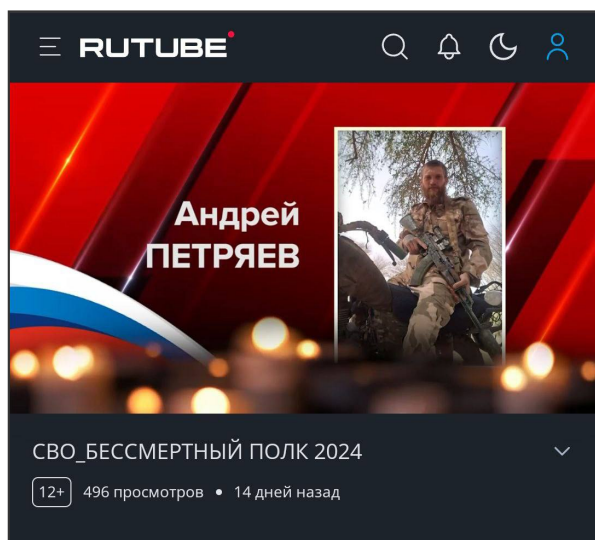 RUTUBE
Андрей
ПЕТРЯЕВ
СВО_БЕССМЕРТНЫЙ ПОЛК 2024
12+ 496 просмотров • 14 дней назад